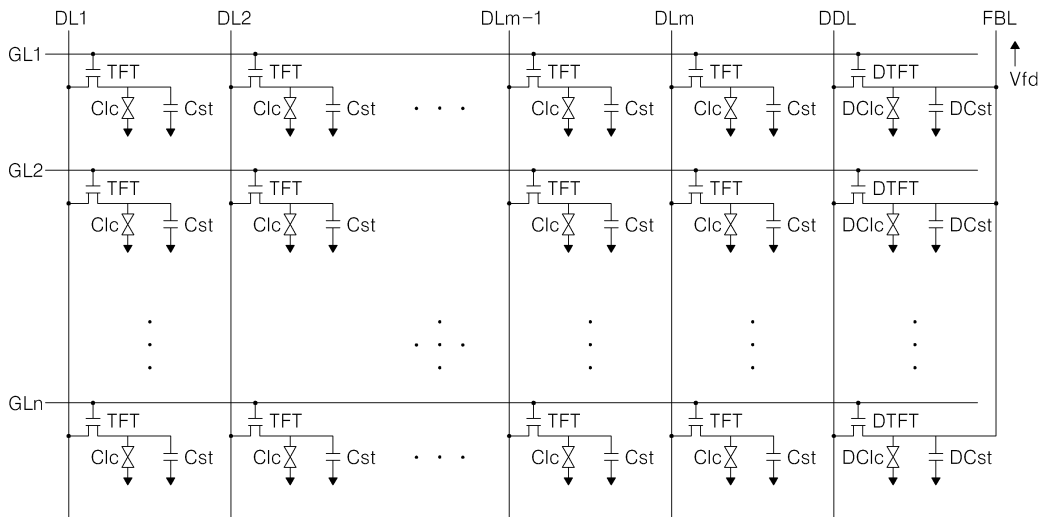 DL1 DL2 DLm-1 DLm DDL FBL
GL1
TFT TFT TFT TFT DTFT Vfd
Clc Cst Clc Cst Clc Cst Clc Cst DClc DCst
GL2
TFT TFT TFT TFT DTFT
Clc Cst Clc Cst Clc Cst Clc Cst DClc DCst
GLn
TFT TFT TFT TFT DTFT
Clc Cst Clc Cst Clc Cst Clc Cst DClc DCst